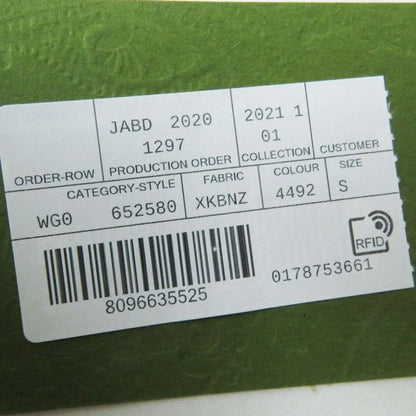 JABD 2020
1297
2021 1
01
ORDER-ROW PRODUCTION ORDER COLLECTION CUSTOMER
CATEGORY-STYLE FABRIC COLOUR SIZE
WG0 652580 XKBNZ 4492 S
RFID
8096635525
0178753661